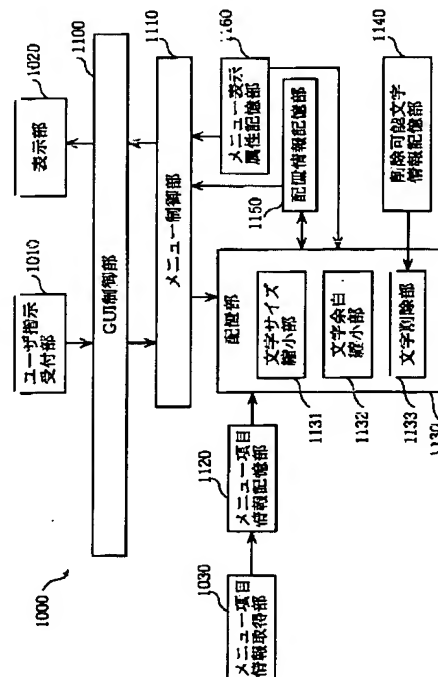 1000
1010
ユーザ指示
受付部
1020
表示部
1100
GUI制御部
1110
メニュー制御部
1160
メニュー表示
属性記憶部
1150
配置情報記憶部
1140
削除可能文字
情報記憶部
配置部
文字サイズ
縮小部
1131
文字余白
縮小部
1132
文字削除部
1133
1130
1120
メニュー項目
情報記憶部
1030
メニュー項目
情報取得部